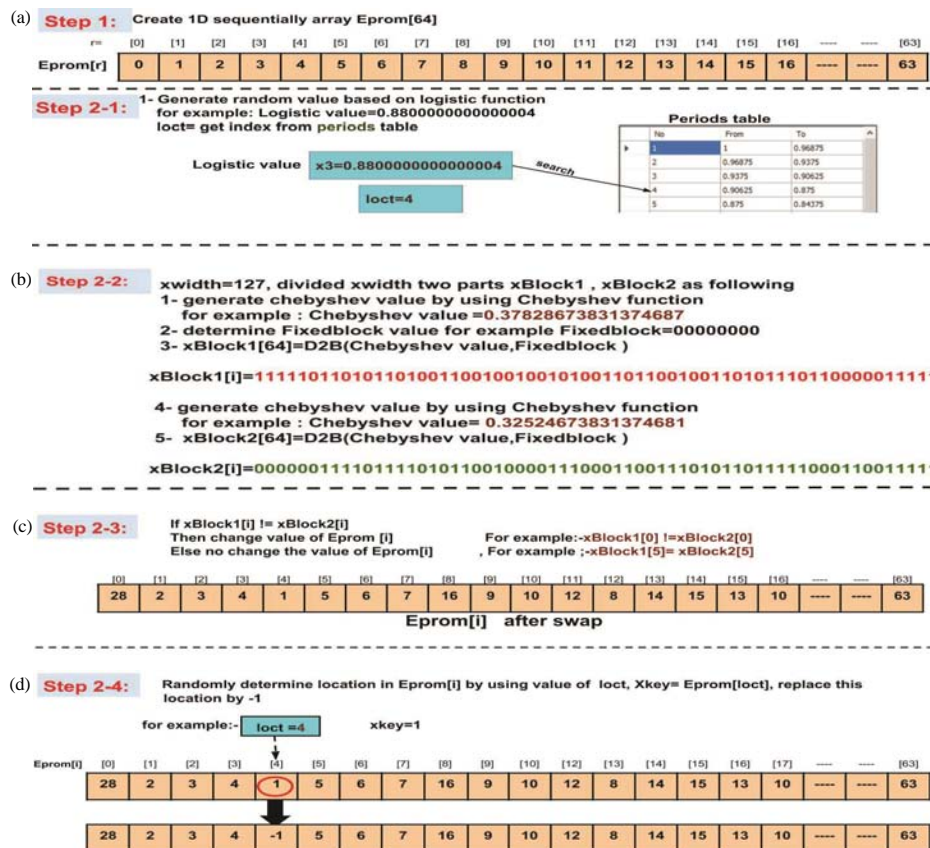 (a) Step 1: Create 1D sequentially array Eprom[64]
r= [0] [1] [2] [3] [4] [5] [6] [7] [8] [9] [10] [11] [12] [13] [14] [15] [16] ---- ---- [63]
Eprom[r] 0 1 2 3 4 5 6 7 8 9 10 11 12 13 14 15 16 ---- ---- 63
Step 2-1: 1- Generate random value based on logistic function
for example: Logistic value=0.8800000000000004
loct= get index from periods table
Periods table
No From To
1 1 0.96875
2 0.96875 0.9375
3 0.9375 0.90625
4 0.90625 0.875
5 0.875 0.84375
Logistic value x3=0.8800000000000004 search
loct=4
(b) Step 2-2: xwidth=127, divided xwidth two parts xBlock1 , xBlock2 as following
1- generate chebyshev value by using Chebyshev function
for example : Chebyshev value =0.37828673831374687
2- determine Fixedblock value for example Fixedblock=00000000
3- xBlock1[64]=D2B(Chebyshev value,Fixedblock )
xBlock1[i]=111110110101101001100100100101001101100100110101110110000011111
4- generate chebyshev value by using Chebyshev function
for example : Chebyshev value= 0.32524673831374681
5- xBlock2[64]=D2B(Chebyshev value,Fixedblock )
xBlock2[i]=000000111101111010110010000111000110011101011011111000110011111
(c) Step 2-3: If xBlock1[i] != xBlock2[i]
Then change value of Eprom [i] For example:-xBlock1[0] !=xBlock2[0]
Else no change the value of Eprom[i] , For example ;-xBlock1[5]= xBlock2[5]
[0] [1] [2] [3] [4] [1] [5] [6] [8] [9] [10] [11] [12] [13] [14] [15] [16] ---- ---- [63]
28 2 3 4 1 5 6 7 16 9 10 12 8 14 15 13 10 ---- ---- 63
Eprom[i] after swap
(d) Step 2-4: Randomly determine location in Eprom[i] by using value of loct, Xkey= Eprom[loct], replace this
location by -1
for example:- loct =4 xkey=1
Eprom[i] [0] [1] [2] [3] [4] [5] [6] [7] [8] [9] [10] [12] [13] [14] [15] [16] [17] ---- ---- [63]
28 2 3 4 1 5 6 7 16 9 10 12 8 14 15 13 10 ---- ---- 63
28 2 3 4 -1 5 6 7 16 9 10 12 8 14 15 13 10 ---- ---- 63